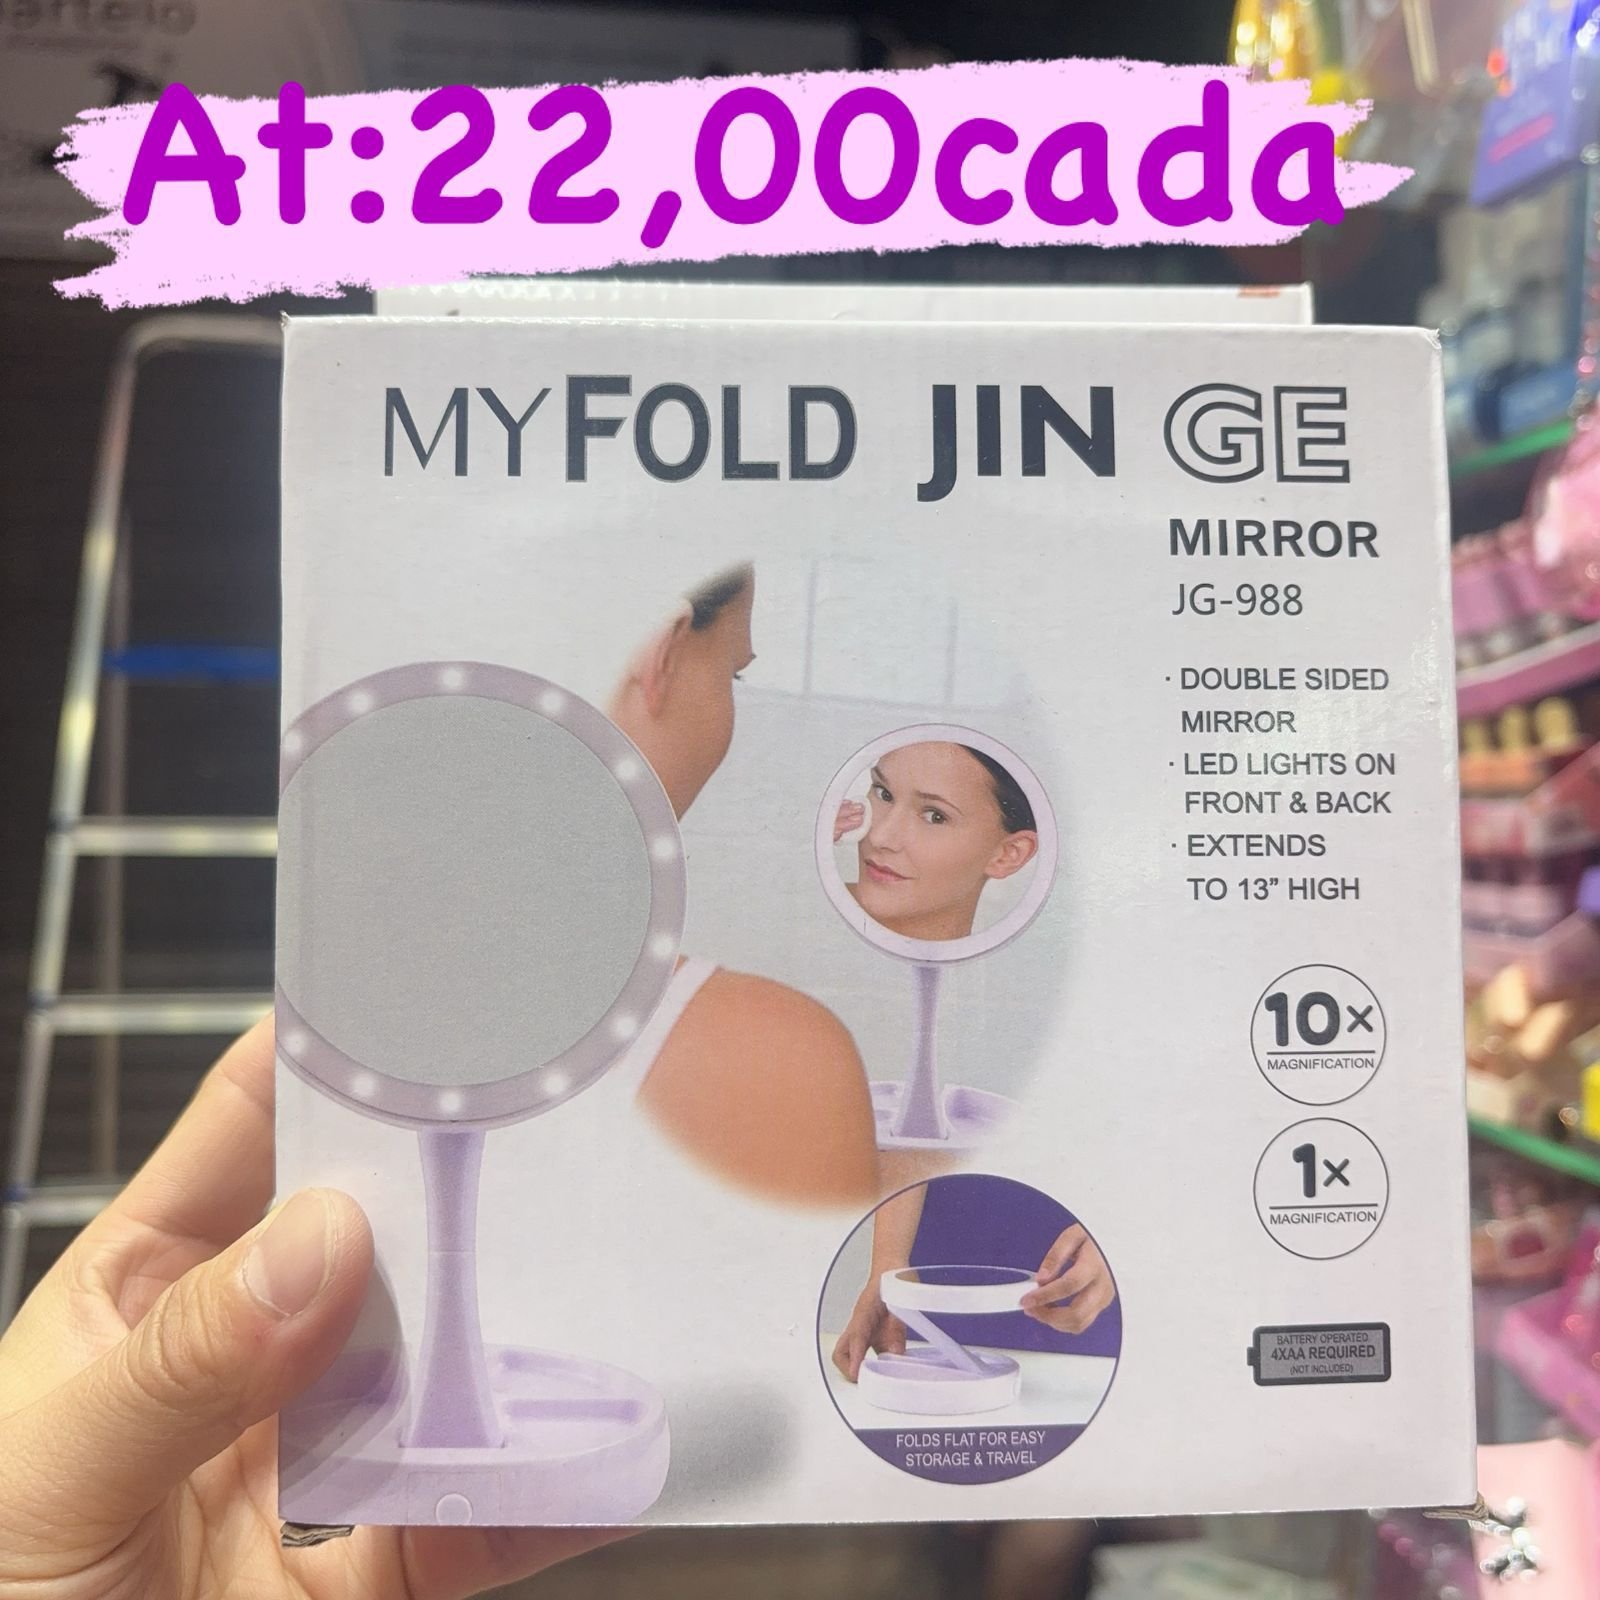 At:22,00cada
MYFOLD JIN GE
MIRROR
JG-988
· DOUBLE SIDED
MIRROR
· LED LIGHTS ON
FRONT & BACK
· EXTENDS
TO 13” HIGH
10×
MAGNIFICATION
1×
MAGNIFICATION
BATTERY OPERATED
4XAA REQUIRED
(NOT INCLUDED)
FOLDS FLAT FOR EASY
STORAGE & TRAVEL